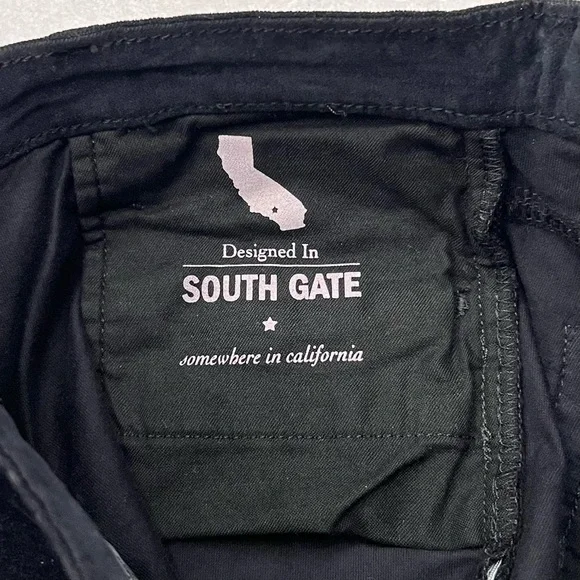 Designed In
SOUTH GATE
somewhere in california